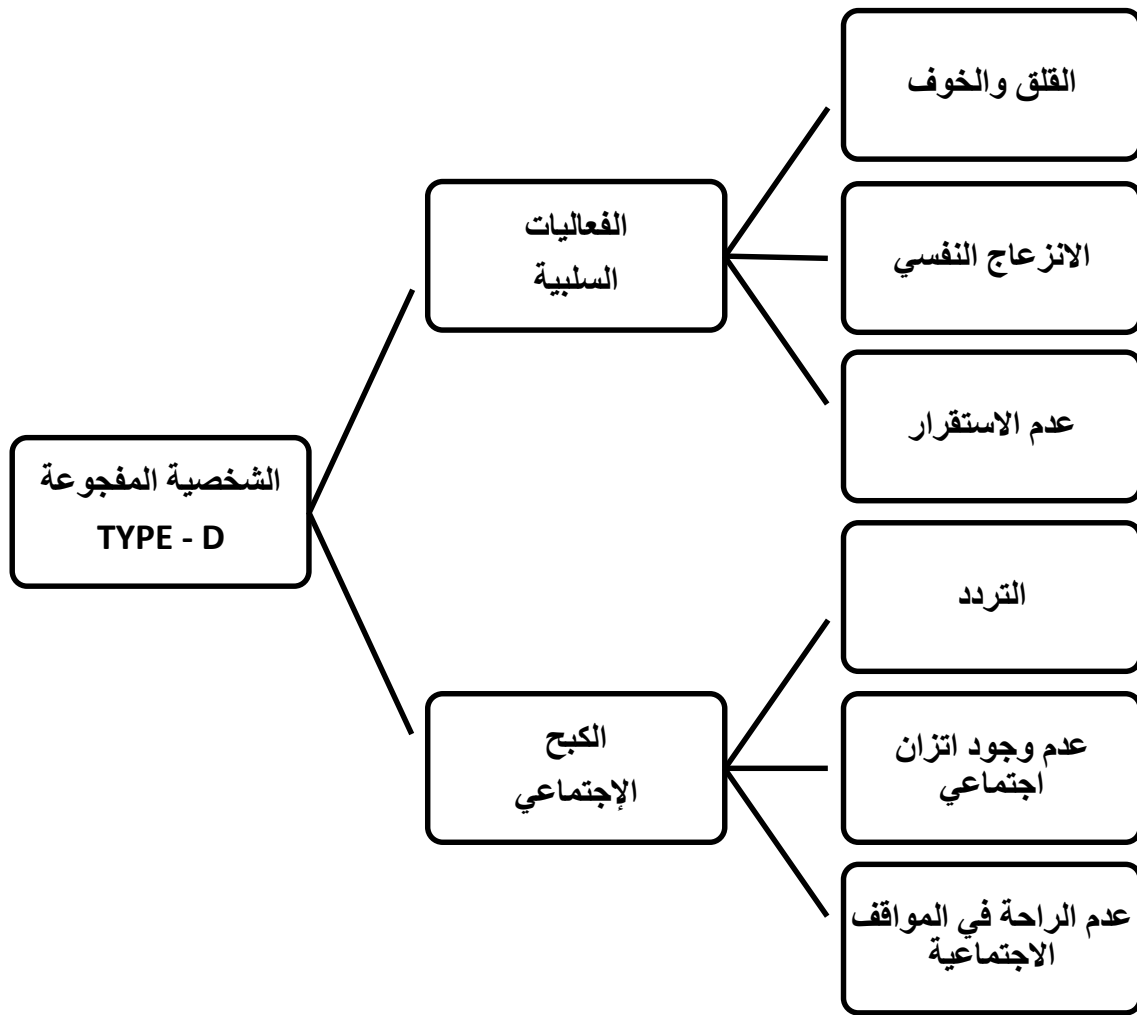 الشخصية المفجوعة
TYPE - D
الفعاليات
السلبية
القلق والخوف
الانزعاج النفسي
عدم الاستقرار
الكبح
الإجتماعي
التردد
عدم وجود اتزان
اجتماعي
عدم الراحة في المواقف
الاجتماعية